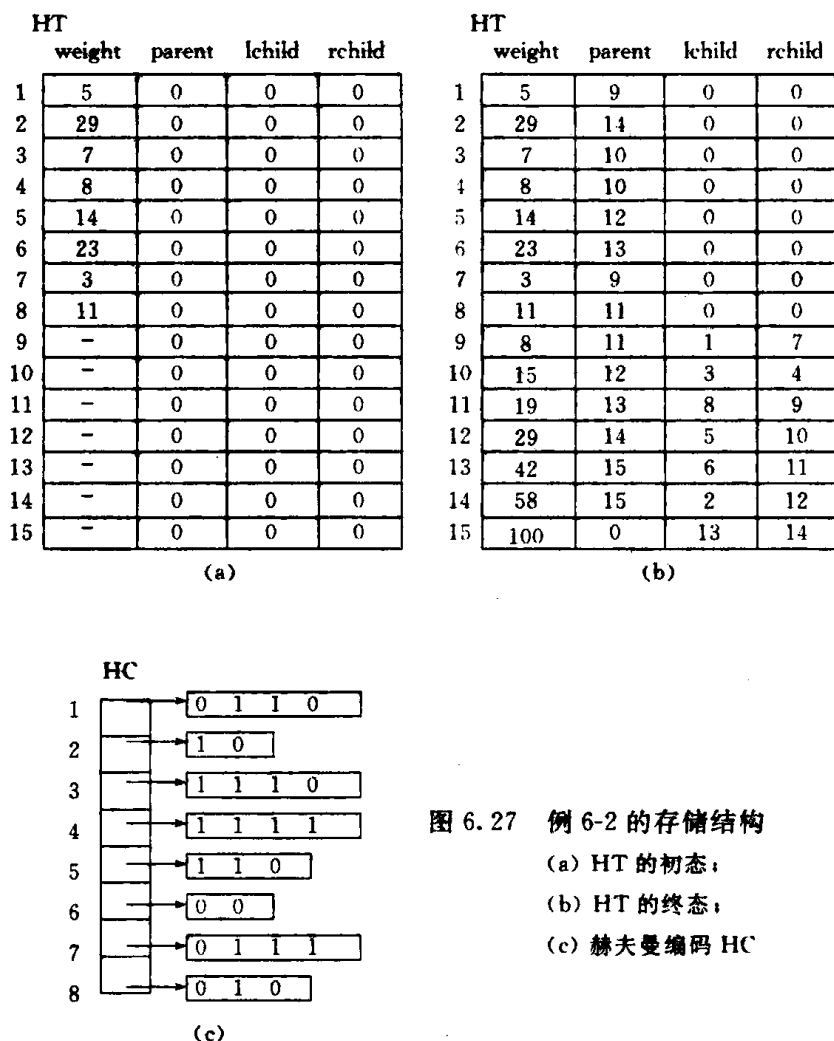 HT
weight parent lchild rchild
1 5 0 0 0
2 29 0 0 0
3 7 0 0 0
4 8 0 0 0
5 14 0 0 0
6 23 0 0 0
7 3 0 0 0
8 11 0 0 0
9 - 0 0 0
10 - 0 0 0
11 - 0 0 0
12 - 0 0 0
13 - 0 0 0
14 - 0 0 0
15 - 0 0 0
(a)
HT
weight parent lchild rchild
1 5 9 0 0
2 29 14 0 0
3 7 10 0 0
4 8 10 0 0
5 14 12 0 0
6 23 13 0 0
7 3 9 0 0
8 11 11 0 0
9 8 11 1 7
10 15 12 3 4
11 19 13 8 9
12 29 14 5 10
13 42 15 6 11
14 58 15 2 12
15 100 0 13 14
(b)
HC
1 0 1 1 0
2 1 0
3 1 1 1 0
4 1 1 1 1
5 1 1 0
6 0 0
7 0 1 1 1
8 0 1 0
(c)
图 6.27 例 6-2 的存储结构
(a) HT 的初态;
(b) HT 的终态;
(c) 赫夫曼编码 HC